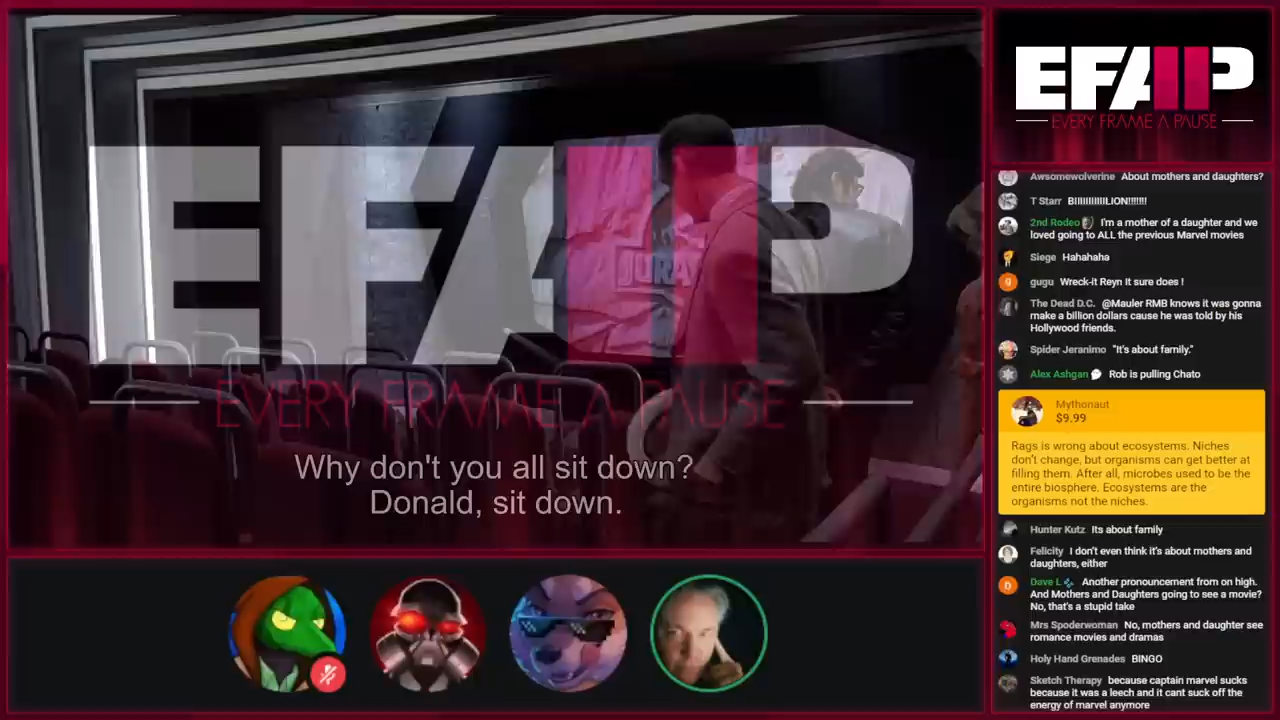 EFAP
EVERY FRAME A PAUSE
JURA
Why don't you all sit down?
Donald, sit down.
EFAP
EVERY FRAME A PAUSE
Awsomewolverine About mothers and daughters?
T Starr BIIIIIIIIIIILION!!!!!!!
2nd Rodeo I'm a mother of a daughter and we
loved going to ALL the previous Marvel movies
Siege Hahahaha
g gugu Wreck-it Reyn It sure does !
The Dead D.C. @Mauler RMB knows it was gonna
make a billion dollars cause he was told by his
Hollywood friends.
Spider Jeranimo "It's about family."
Alex Ashgan Rob is pulling Chato
Mythonaut
$9.99
Rags is wrong about ecosystems. Niches
don't change, but organisms can get better at
filling them. After all, microbes used to be the
entire biosphere. Ecosystems are the
organisms not the niches.
Hunter Kutz Its about family
Felicity I don't even think it's about mothers and
daughters, either
D Dave L Another pronouncement from on high.
And Mothers and Daughters going to see a movie?
No, that's a stupid take
Mrs Spoderwoman No, mothers and daughter see
romance movies and dramas
Holy Hand Grenades BINGO
Sketch Therapy because captain marvel sucks
because it was a leech and it cant suck off the
energy of marvel anymore